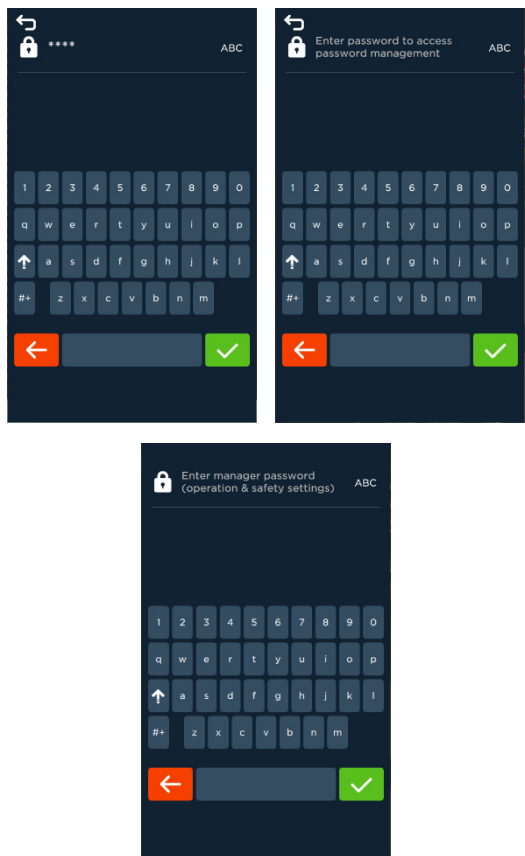 **** ABC
1 2 3 4 5 6 7 8 9 0
q w e r t y u i o p
a s d f g h j k l
#+ z x c v b n m
Enter password to access
password management ABC
1 2 3 4 5 6 7 8 9 0
q w e r t y u i o p
a s d f g h j k l
#+ z x c v b n m
Enter manager password
(operation & safety settings) ABC
1 2 3 4 5 6 7 8 9 0
q w e r t y u i o p
a s d f g h j k l
#+ z x c v b n m